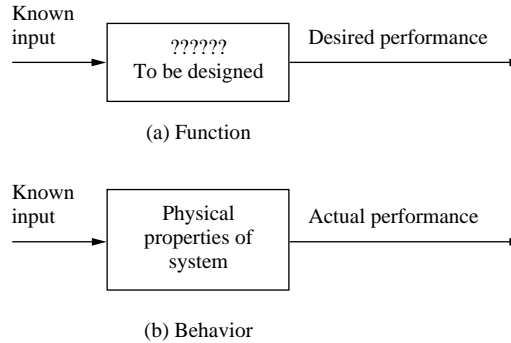 Known
input
??????
To be designed
Desired performance
(a) Function
Known
input
Physical
properties of
system
Actual performance
(b) Behavior